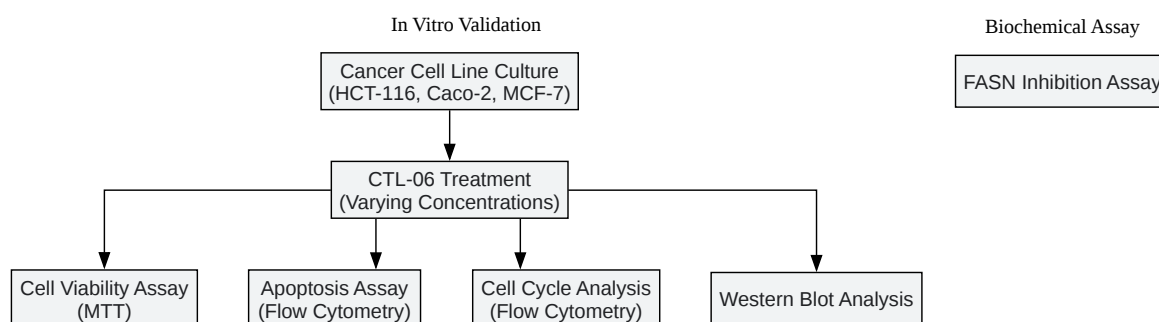 In Vitro Validation
Biochemical Assay
Cancer Cell Line Culture
(HCT-116, Caco-2, MCF-7)
FASN Inhibition Assay
CTL-06 Treatment
(Varying Concentrations)
Cell Viability Assay
(MTT)
Apoptosis Assay
(Flow Cytometry)
Cell Cycle Analysis
(Flow Cytometry)
Western Blot Analysis